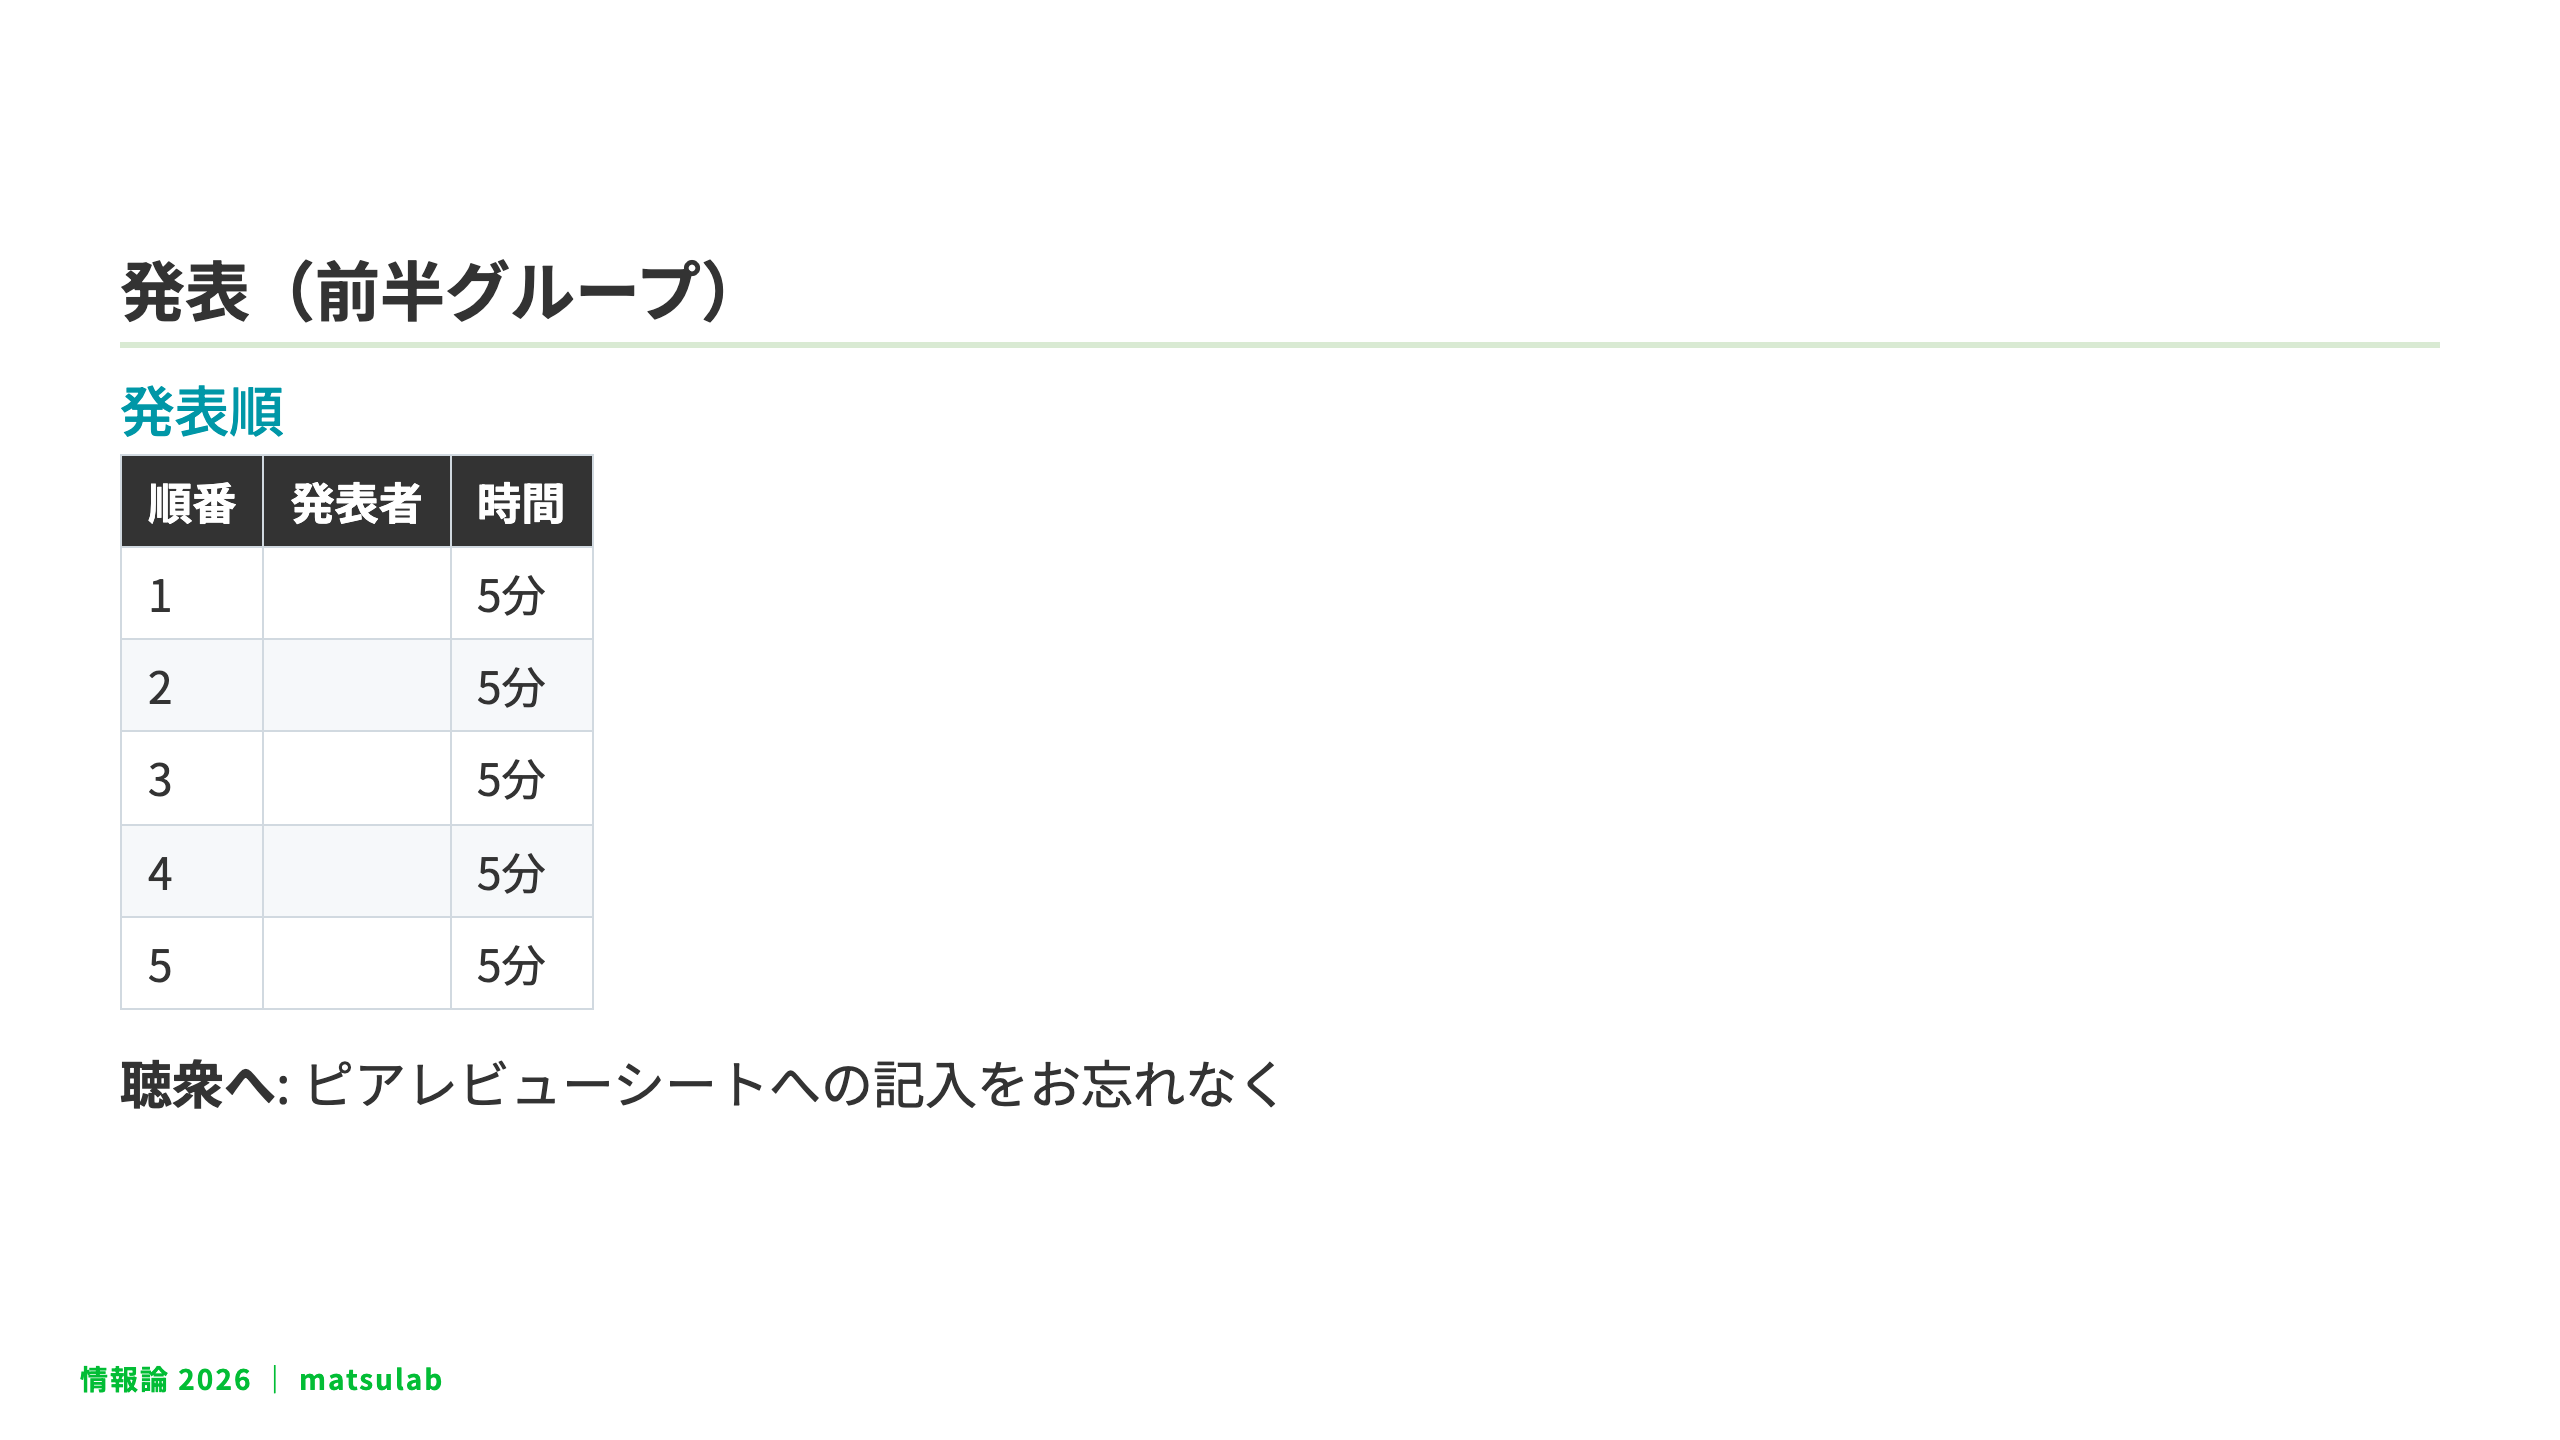 発表（前半グループ）
発表順
順番 発表者 時間
1 5分
2 5分
3 5分
4 5分
5 5分
聴衆へ: ピアレビューシートへの記入をお忘れなく
情報論 2026 ｜ matsulab